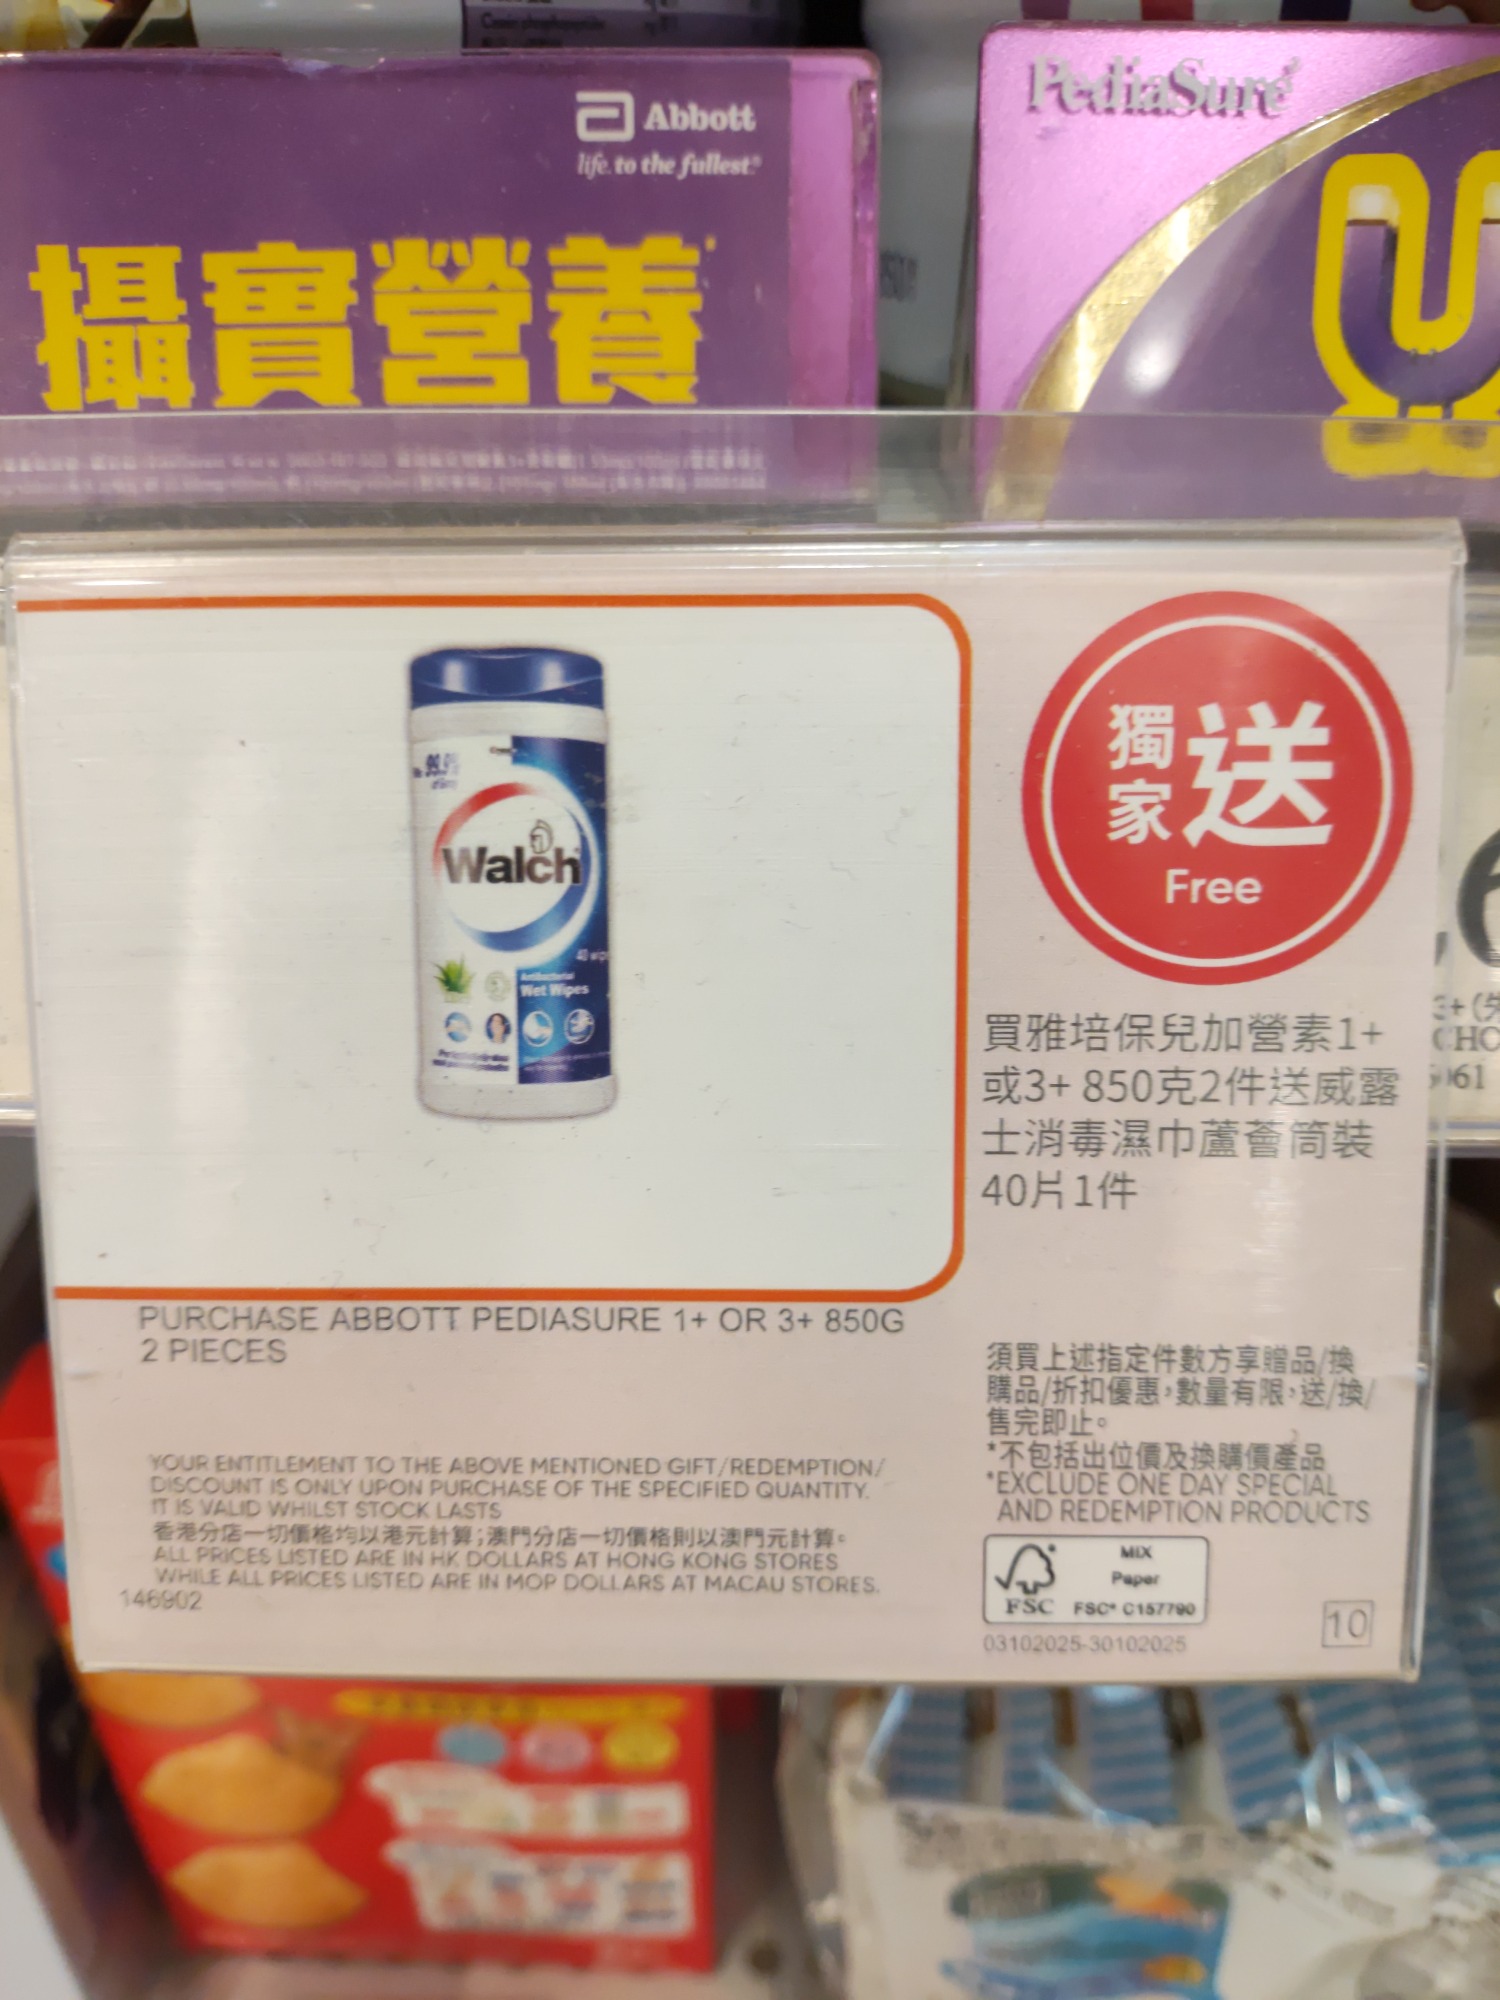 Abbott
life. to the fullest.®
攝實營養
PediaSure®
獨家
送
Free
99.9%
Walch
40 wip
Antibacterial
Wet Wipes
買雅培保兒加營素1+
或3+ 850克2件送威露
士消毒濕巾蘆薈筒裝
40片1件
PURCHASE ABBOTT PEDIASURE 1+ OR 3+ 850G
2 PIECES
須買上述指定件數方享贈品/換
購品/折扣優惠,數量有限,送/換/
售完即止。
*不包括出位價及換購價產品
*EXCLUDE ONE DAY SPECIAL
AND REDEMPTION PRODUCTS
YOUR ENTITLEMENT TO THE ABOVE MENTIONED GIFT/REDEMPTION/
DISCOUNT IS ONLY UPON PURCHASE OF THE SPECIFIED QUANTITY.
IT IS VALID WHILST STOCK LASTS
香港分店一切價格均以港元計算;澳門分店一切價格則以澳門元計算。
ALL PRICES LISTED ARE IN HK DOLLARS AT HONG KONG STORES
WHILE ALL PRICES LISTED ARE IN MOP DOLLARS AT MACAU STORES.
146902
MIX
Paper
FSC
FSC® C157790
03102025-30102025
10
3+
CHO
061